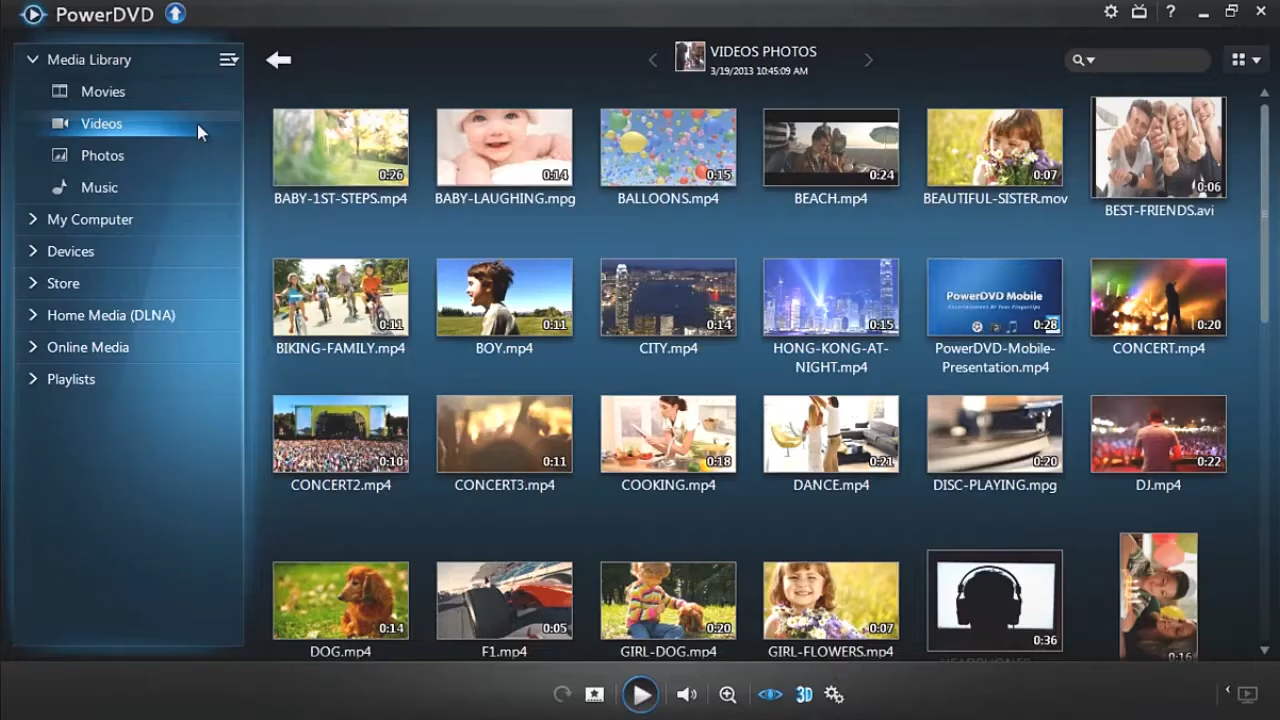 PowerDVD
Media Library
Movies
Videos
Photos
Music
My Computer
Devices
Store
Home Media (DLNA)
Online Media
Playlists
VIDEOS PHOTOS
3/19/2013 10:45:09 AM
0:26
BABY-1ST-STEPS.mp4
0:14
BABY-LAUGHING.mpg
0:15
BALLOONS.mp4
0:24
BEACH.mp4
0:07
BEAUTIFUL-SISTER.mov
0:06
BEST-FRIENDS.avi
0:11
BIKING-FAMILY.mp4
0:11
BOY.mp4
0:14
CITY.mp4
0:15
HONG-KONG-AT-
NIGHT.mp4
PowerDVD Mobile
0:28
PowerDVD-Mobile-
Presentation.mp4
0:20
CONCERT.mp4
0:10
CONCERT2.mp4
0:11
CONCERT3.mp4
0:18
COOKING.mp4
0:21
DANCE.mp4
0:20
DISC-PLAYING.mpg
0:22
DJ.mp4
0:14
DOG.mp4
0:05
F1.mp4
0:20
GIRL-DOG.mp4
0:07
GIRL-FLOWERS.mp4
0:36
0:16
3D